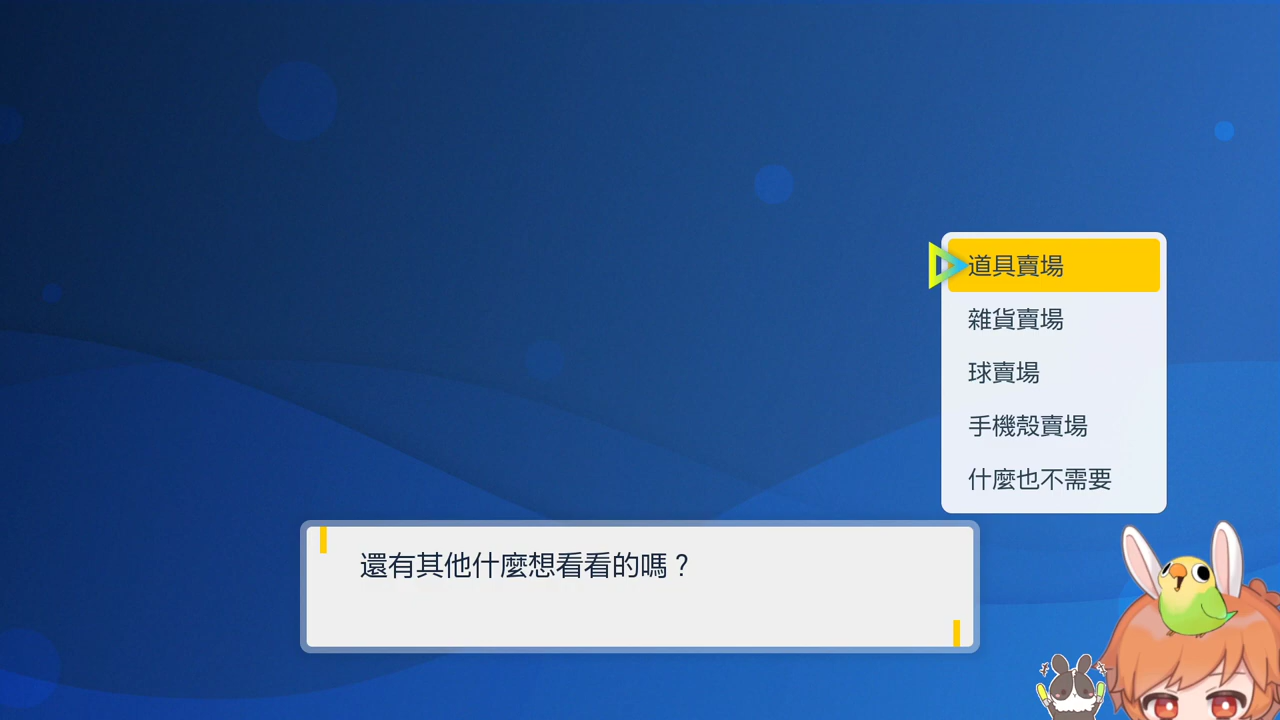 道具賣場
雜貨賣場
球賣場
手機殼賣場
什麼也不需要
還有其他什麼想看看的嗎？